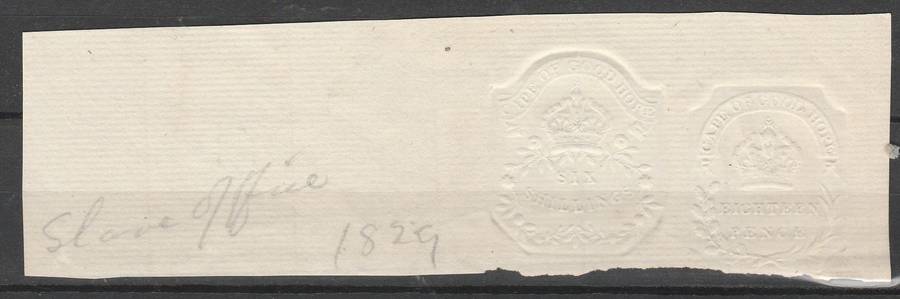 CAPE OF GOOD HOPE
SIX
SHILLINGS
CAPE OF GOOD HOPE
EIGHTEEN
PENCE
Slave Office
1829